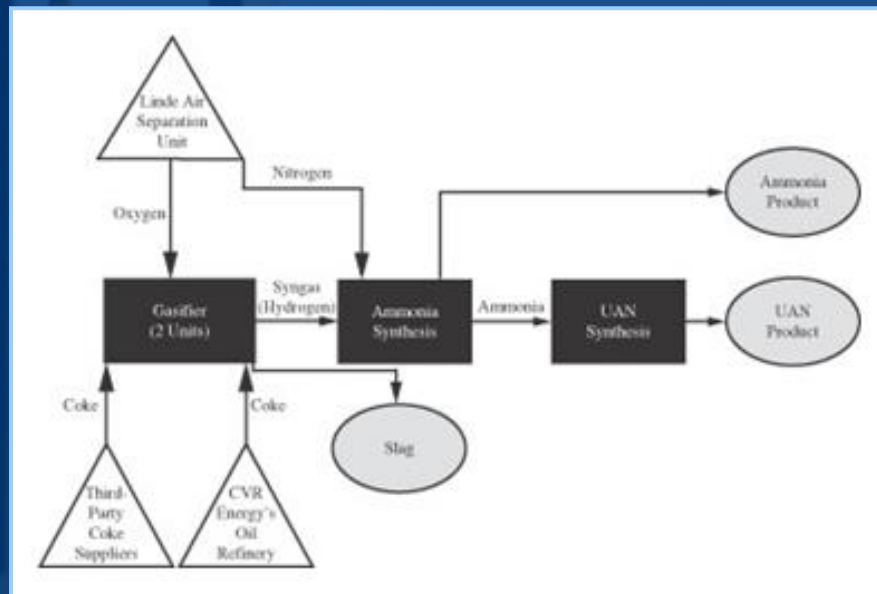 Linde Air
Separation
Unit
Nitrogen
Oxygen
Ammonia
Product
Gasifier
(2 Units)
Syngas
(Hydrogen)
Ammonia
Synthesis
Ammonia
UAN
Synthesis
UAN
Product
Coke
Coke
Slag
Third-
Party
Coke
Suppliers
CVR
Energy's
Oil
Refinery